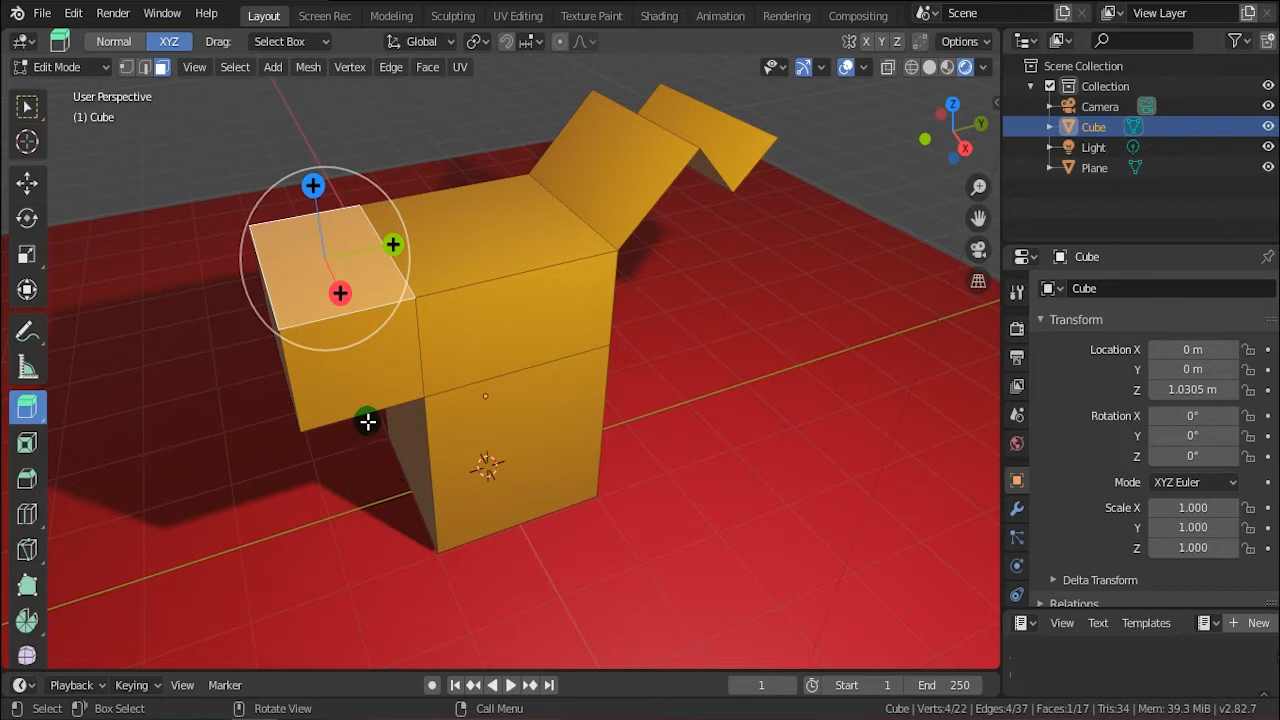 File Edit Render Window Help Layout Screen Rec Modeling Sculpting UV Editing Texture Paint Shading Animation Rendering Compositing Scene View Layer
Normal XYZ Drag: Select Box Global X Y Z Options
Edit Mode View Select Add Mesh Vertex Edge Face UV
Scene Collection
Collection
Camera
Cube
Light
Plane
User Perspective
(1) Cube
Z
Y
X
Cube
Cube
Transform
Location X 0 m
Y 0 m
Z 1.0305 m
Rotation X 0°
Y 0°
Z 0°
Mode XYZ Euler
Scale X 1.000
Y 1.000
Z 1.000
Delta Transform
Relations
View Text Templates New
Playback Keying View Marker 1 Start 1 End 250
Select Box Select Rotate View Call Menu Cube | Verts:4/22 | Edges:4/37 | Faces:1/17 | Tris:34 | Mem: 39.3 MiB | v2.82.7